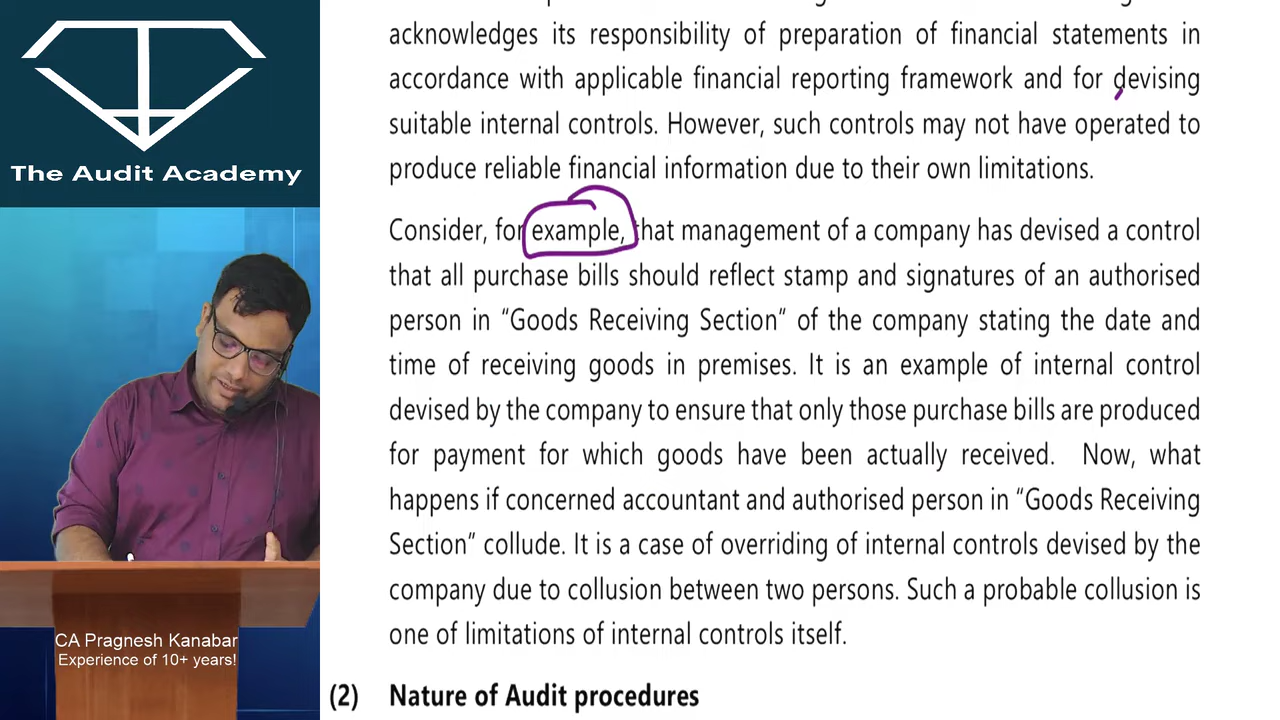 The Audit Academy
CA Pragnesh Kanabar
Experience of 10+ years!
acknowledges its responsibility of preparation of financial statements in
accordance with applicable financial reporting framework and for devising
suitable internal controls. However, such controls may not have operated to
produce reliable financial information due to their own limitations.
Consider, for example, that management of a company has devised a control
that all purchase bills should reflect stamp and signatures of an authorised
person in “Goods Receiving Section” of the company stating the date and
time of receiving goods in premises. It is an example of internal control
devised by the company to ensure that only those purchase bills are produced
for payment for which goods have been actually received. Now, what
happens if concerned accountant and authorised person in “Goods Receiving
Section” collude. It is a case of overriding of internal controls devised by the
company due to collusion between two persons. Such a probable collusion is
one of limitations of internal controls itself.
(2) Nature of Audit procedures